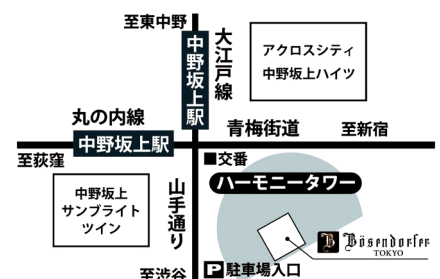 至東中野
中野坂上駅
大江戸線
アクロスシティ
中野坂上ハイツ
丸の内線
中野坂上駅
青梅街道
至新宿
至荻窪
■交番
ハーモニータワー
中野坂上
サンブライト
ツイン
山手通り
B Bösendorfer
TOKYO
至渋谷
P 駐車場入口